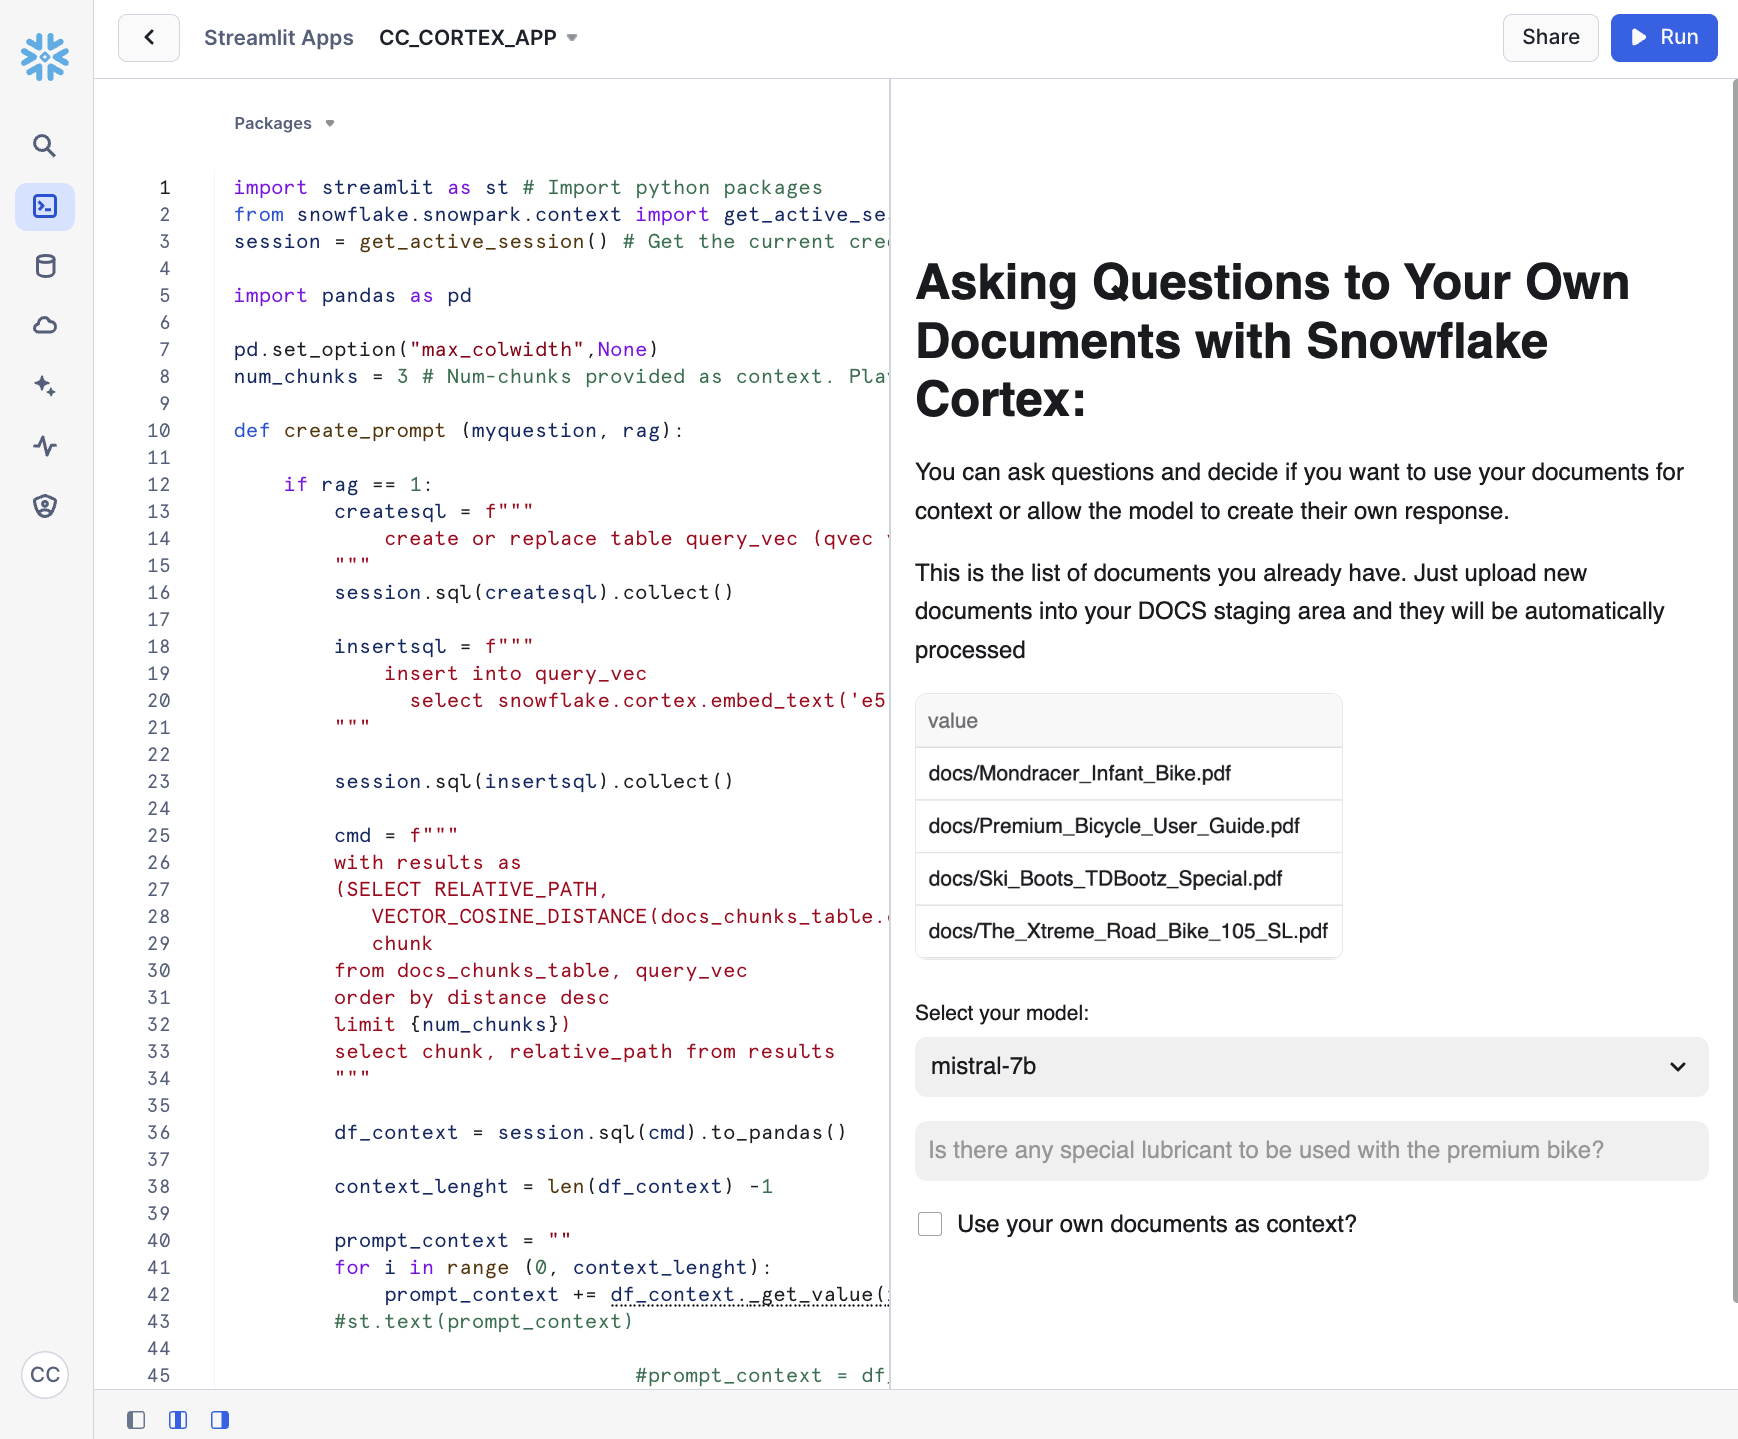 Streamlit Apps CC_CORTEX_APP
Share
Run
Packages
1 import streamlit as st # Import python packages
2 from snowflake.snowpark.context import get_active_se
3 session = get_active_session() # Get the current cre
4
5 import pandas as pd
6
7 pd.set_option("max_colwidth",None)
8 num_chunks = 3 # Num-chunks provided as context. Pla
9
10 def create_prompt (myquestion, rag):
11
12 if rag == 1:
13 createsql = f"""
14 create or replace table query_vec (qvec
15 """
16 session.sql(createsql).collect()
17
18 insertsql = f"""
19 insert into query_vec
20 select snowflake.cortex.embed_text('e5
21 """
22
23 session.sql(insertsql).collect()
24
25 cmd = f"""
26 with results as
27 (SELECT RELATIVE_PATH,
28 VECTOR_COSINE_DISTANCE(docs_chunks_table.
29 chunk
30 from docs_chunks_table, query_vec
31 order by distance desc
32 limit {num_chunks})
33 select chunk, relative_path from results
34 """
35
36 df_context = session.sql(cmd).to_pandas()
37
38 context_lenght = len(df_context) -1
39
40 prompt_context = ""
41 for i in range (0, context_lenght):
42 prompt_context += df_context._get_value(
43 #st.text(prompt_context)
44
45 #prompt_context = df_
Asking Questions to Your Own
Documents with Snowflake
Cortex:
You can ask questions and decide if you want to use your documents for
context or allow the model to create their own response.
This is the list of documents you already have. Just upload new
documents into your DOCS staging area and they will be automatically
processed
value
docs/Mondracer_Infant_Bike.pdf
docs/Premium_Bicycle_User_Guide.pdf
docs/Ski_Boots_TDBootz_Special.pdf
docs/The_Xtreme_Road_Bike_105_SL.pdf
Select your model:
mistral-7b
Is there any special lubricant to be used with the premium bike?
Use your own documents as context?
CC